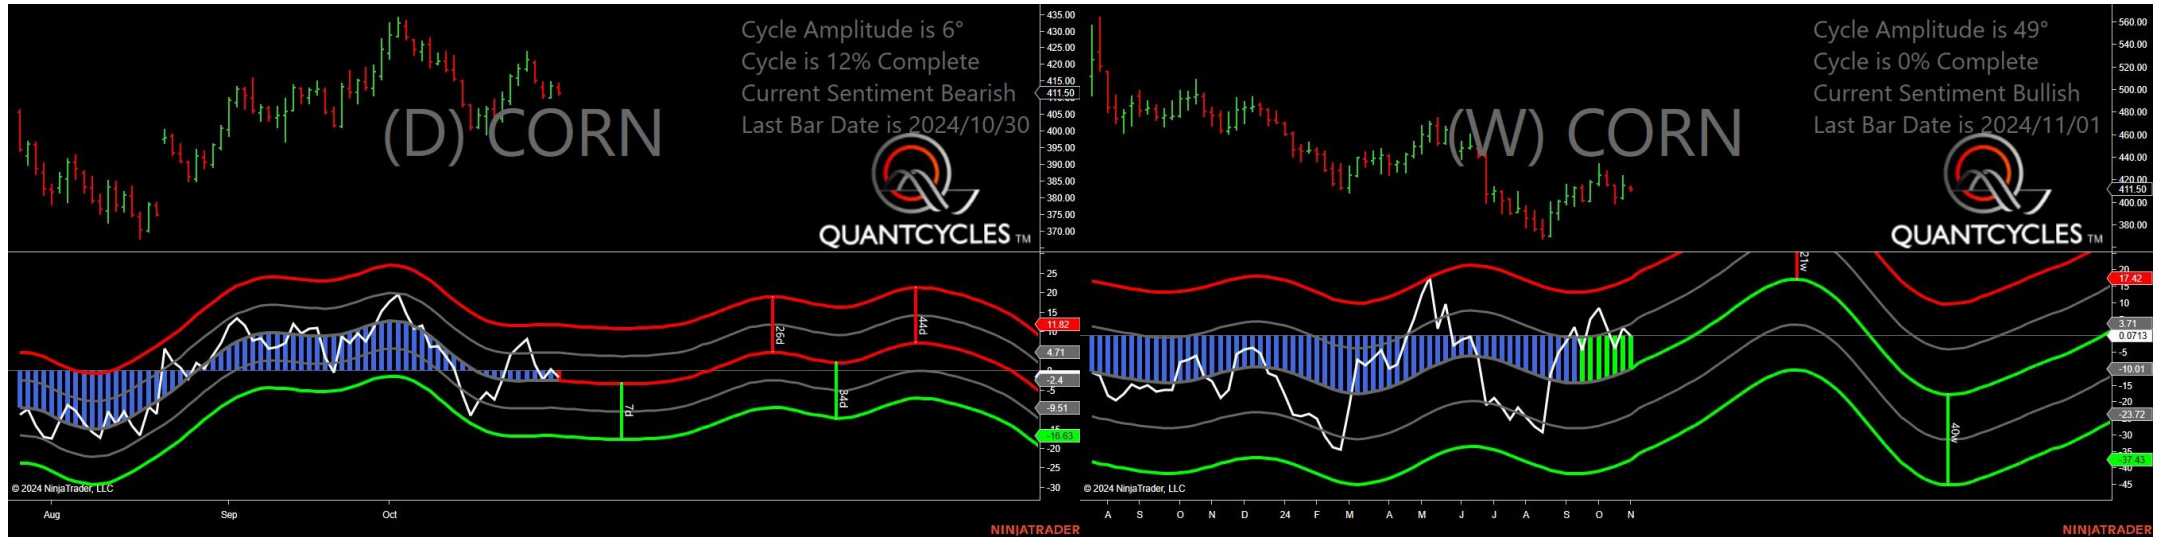 Cycle Amplitude is 6°
Cycle is 12% Complete
Current Sentiment Bearish
Last Bar Date is 2024/10/30
(D) CORN
QUANTCYCLES TM
435.00
430.00
425.00
420.00
415.00
411.50
405.00
400.00
395.00
390.00
385.00
380.00
375.00
370.00
26d
44d
7d
34d
25
20
15
11.82
4.71
-2.4
-5
-9.51
-16.63
-20
-25
-30
© 2024 NinjaTrader, LLC
Aug Sep Oct
NINJATRADER
Cycle Amplitude is 49°
Cycle is 0% Complete
Current Sentiment Bullish
Last Bar Date is 2024/11/01
(W) CORN
QUANTCYCLES TM
560.00
540.00
520.00
500.00
480.00
460.00
440.00
420.00
411.50
400.00
380.00
21w
40w
20
17.42
15
10
3.71
0.0713
-5
-10.01
-15
-20
-23.72
-30
-35
-37.43
-40
-45
© 2024 NinjaTrader, LLC
A S O N D 24 F M A M J J A S O N
NINJATRADER